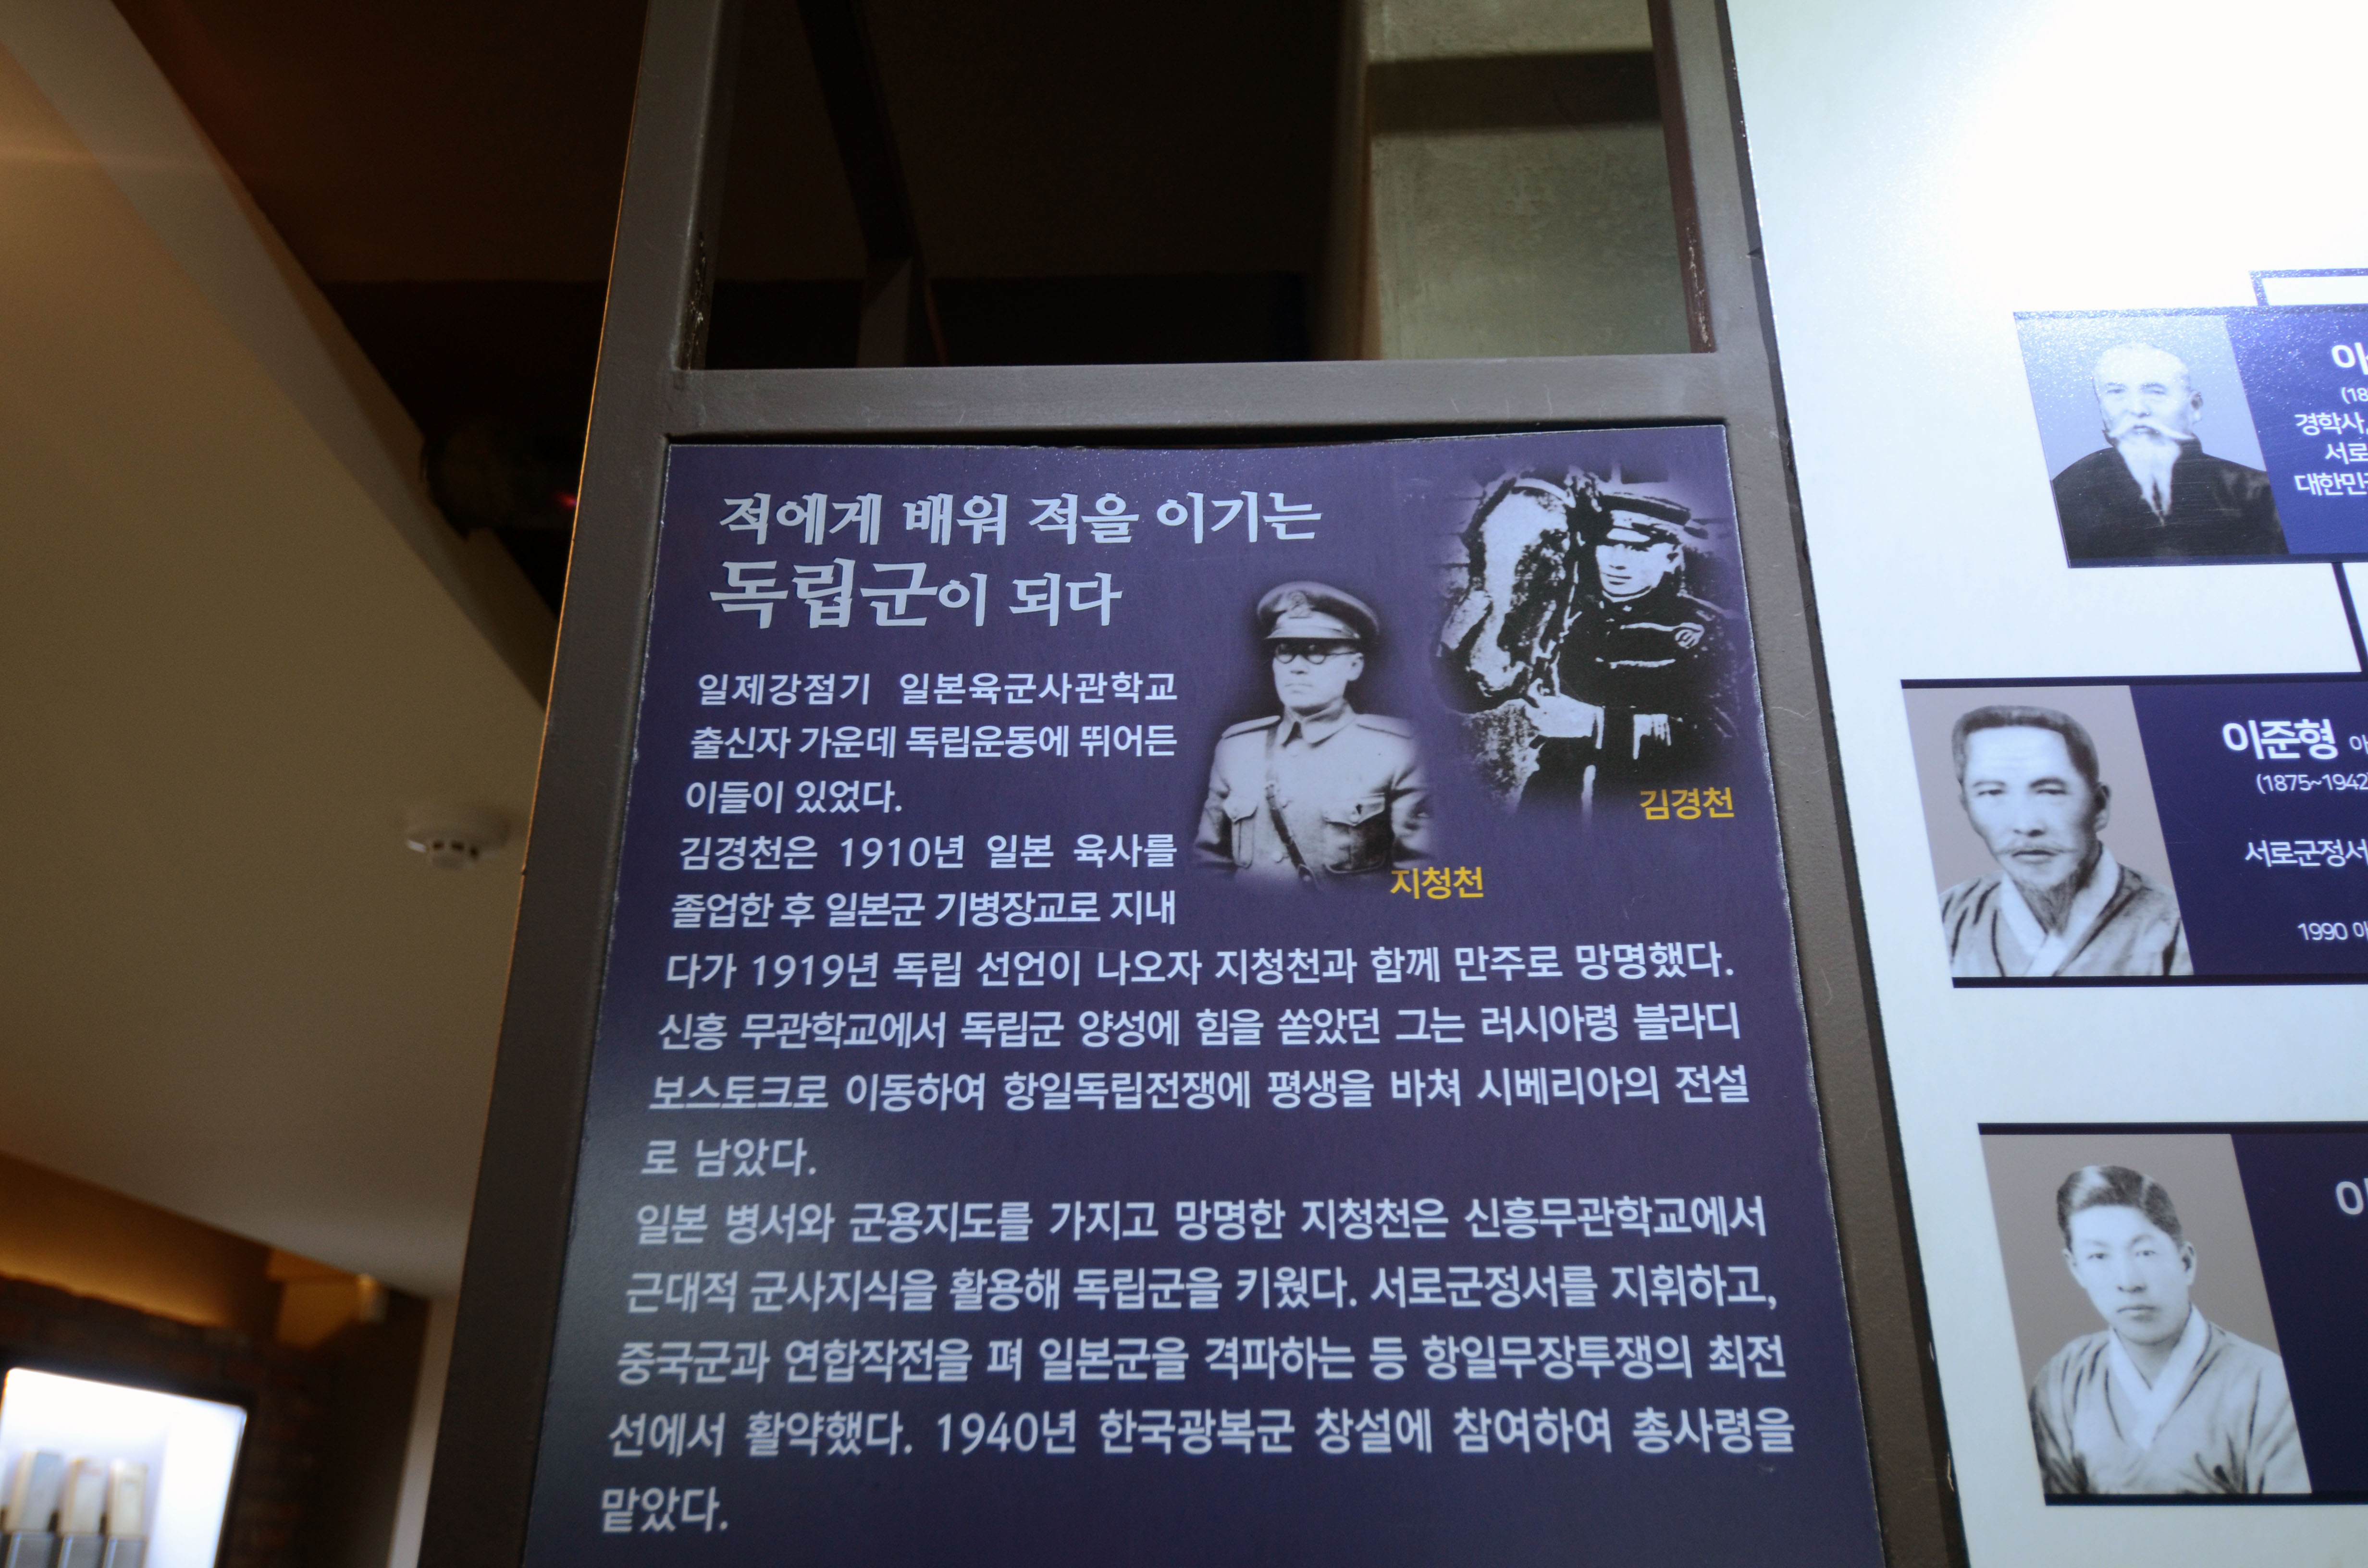 적에게 배워 적을 이기는
독립군이 되다
일제강점기 일본육군사관학교
출신자 가운데 독립운동에 뛰어든
이들이 있었다.
김경천은 1910년 일본 육사를
졸업한 후 일본군 기병장교로 지내
다가 1919년 독립 선언이 나오자 지청천과 함께 만주로 망명했다.
신흥 무관학교에서 독립군 양성에 힘을 쏟았던 그는 러시아령 블라디
보스토크로 이동하여 항일독립전쟁에 평생을 바쳐 시베리아의 전설
로 남았다.
일본 병서와 군용지도를 가지고 망명한 지청천은 신흥무관학교에서
근대적 군사지식을 활용해 독립군을 키웠다. 서로군정서를 지휘하고,
중국군과 연합작전을 펴 일본군을 격파하는 등 항일무장투쟁의 최전
선에서 활약했다. 1940년 한국광복군 창설에 참여하여 총사령을
맡았다.
김경천
지청천
경학사,
서로
이준형
(1875~1942
서로군정서
1990